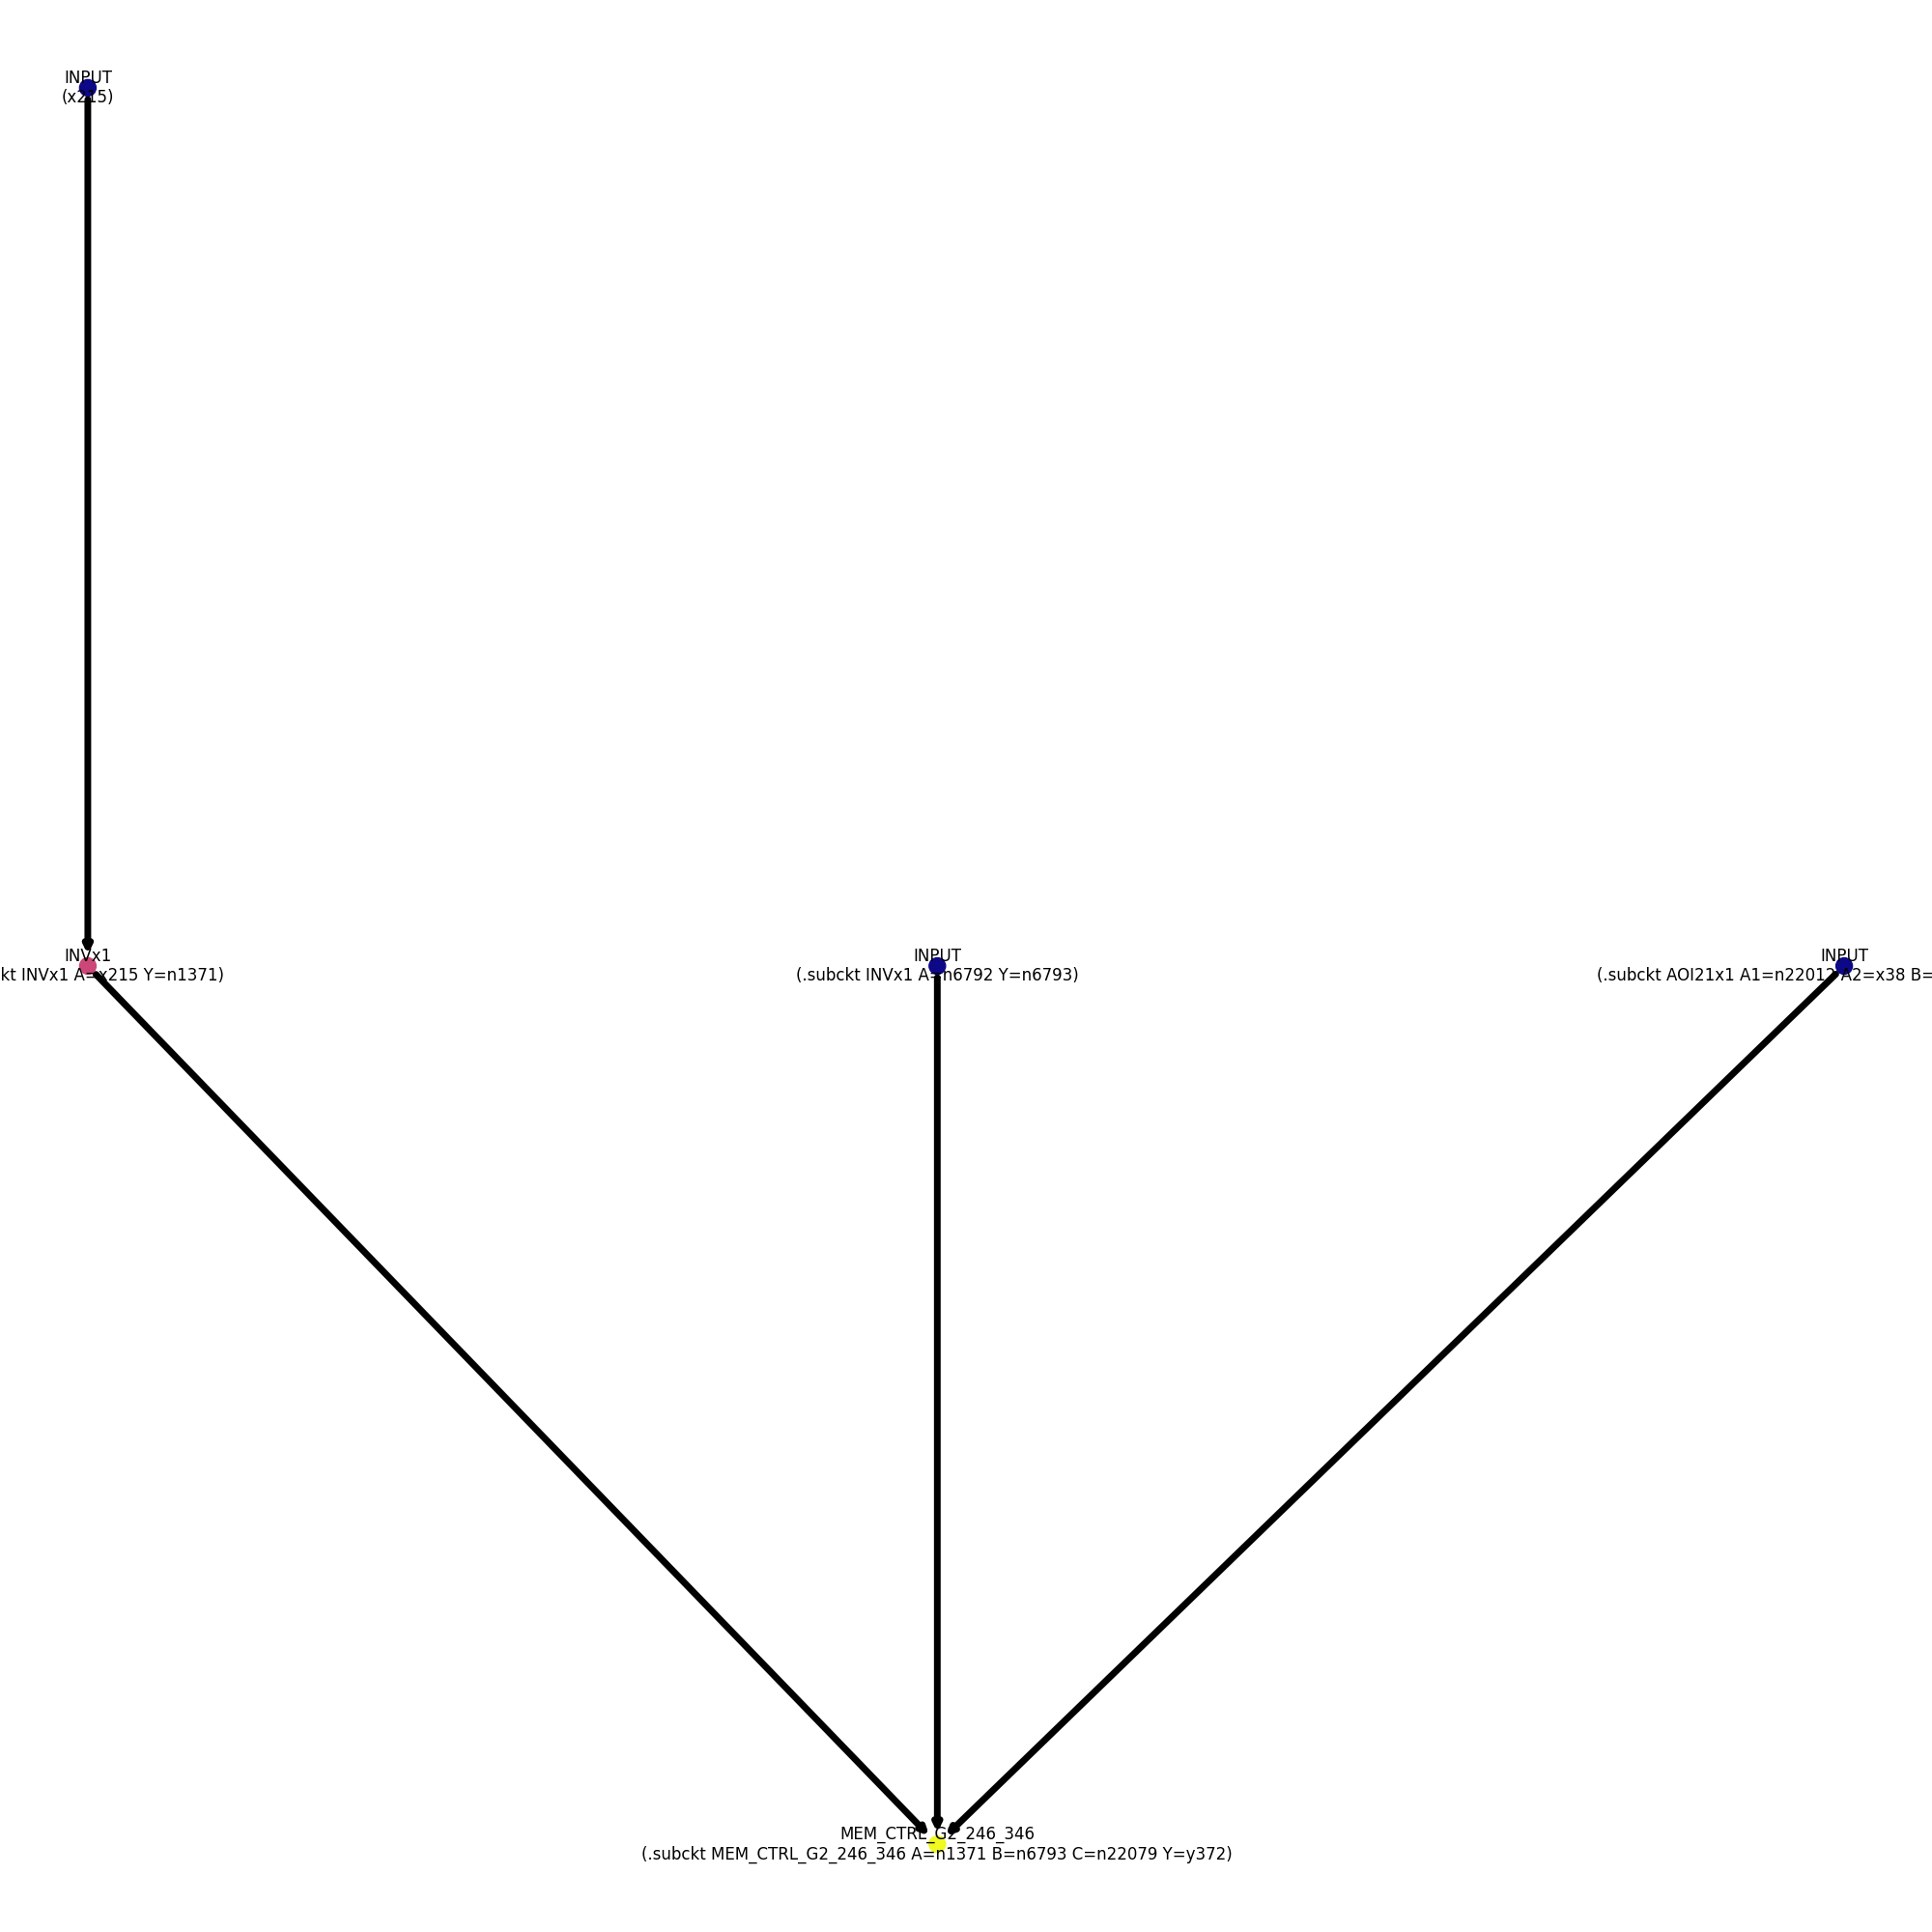 INPUT
(x215)
INVx1
kt INVx1 A=x215 Y=n1371)
INPUT
(.subckt INVx1 A=n6792 Y=n6793)
INPUT
(.subckt AOI21x1 A1=n22012 A2=x38 B=
MEM_CTRL_G2_246_346
(.subckt MEM_CTRL_G2_246_346 A=n1371 B=n6793 C=n22079 Y=y372)